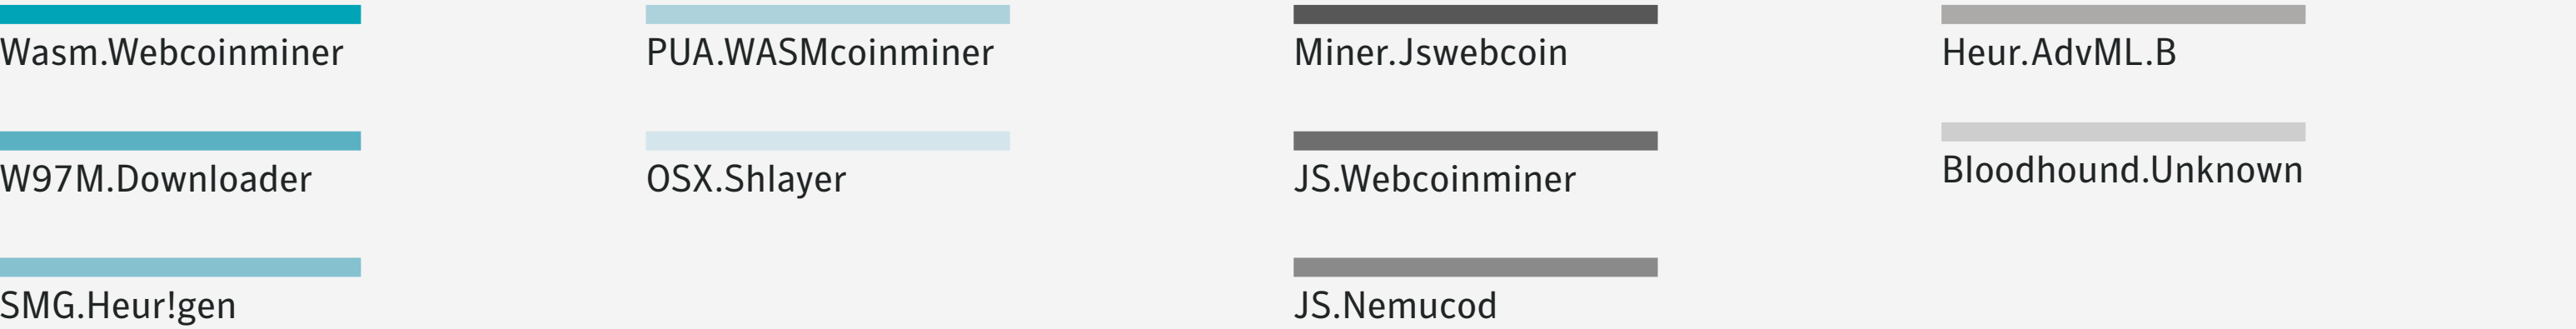 Wasm.Webcoinminer
W97M.Downloader
SMG.Heur!gen
PUA.WASMcoinminer
OSX.Shlayer
Miner.Jswebcoin
JS.Webcoinminer
JS.Nemucod
Heur.AdvML.B
Bloodhound.Unknown